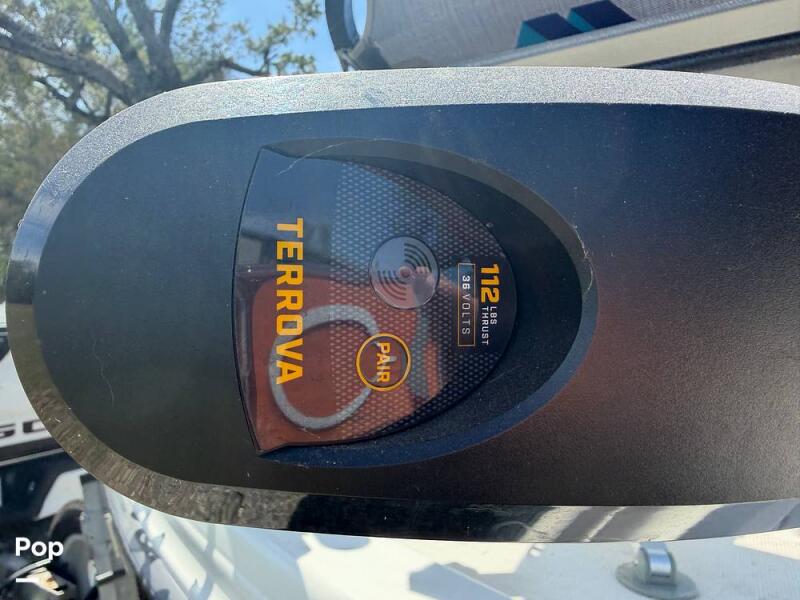 TERROVA
112 LBS
THRUST
36 VOLTS
PAIR
Pop